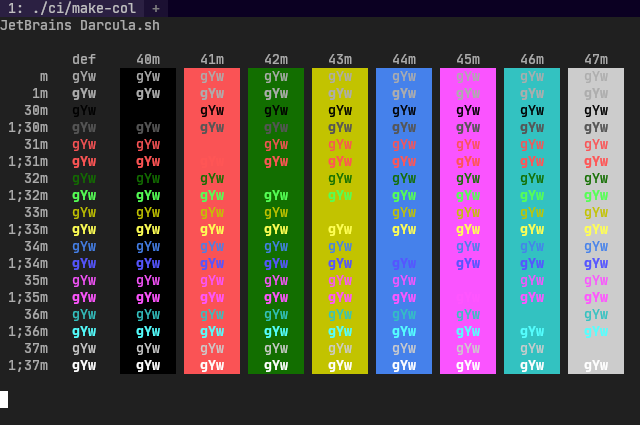 1: ./ci/make-col +
JetBrains Darcula.sh
def 40m 41m 42m 43m 44m 45m 46m 47m
m gYw gYw gYw gYw gYw gYw gYw gYw gYw
1m gYw gYw gYw gYw gYw gYw gYw gYw gYw
30m gYw gYw gYw gYw gYw gYw gYw gYw
1;30m gYw gYw gYw gYw gYw gYw gYw gYw gYw
31m gYw gYw gYw gYw gYw gYw gYw gYw
1;31m gYw gYw gYw gYw gYw gYw gYw gYw
32m gYw gYw gYw gYw gYw gYw gYw gYw
1;32m gYw gYw gYw gYw gYw gYw gYw gYw gYw
33m gYw gYw gYw gYw gYw gYw gYw gYw
1;33m gYw gYw gYw gYw gYw gYw gYw gYw gYw
34m gYw gYw gYw gYw gYw gYw gYw gYw
1;34m gYw gYw gYw gYw gYw gYw gYw gYw gYw
35m gYw gYw gYw gYw gYw gYw gYw gYw
1;35m gYw gYw gYw gYw gYw gYw gYw gYw
36m gYw gYw gYw gYw gYw gYw gYw gYw
1;36m gYw gYw gYw gYw gYw gYw gYw gYw gYw
37m gYw gYw gYw gYw gYw gYw gYw gYw
1;37m gYw gYw gYw gYw gYw gYw gYw gYw gYw